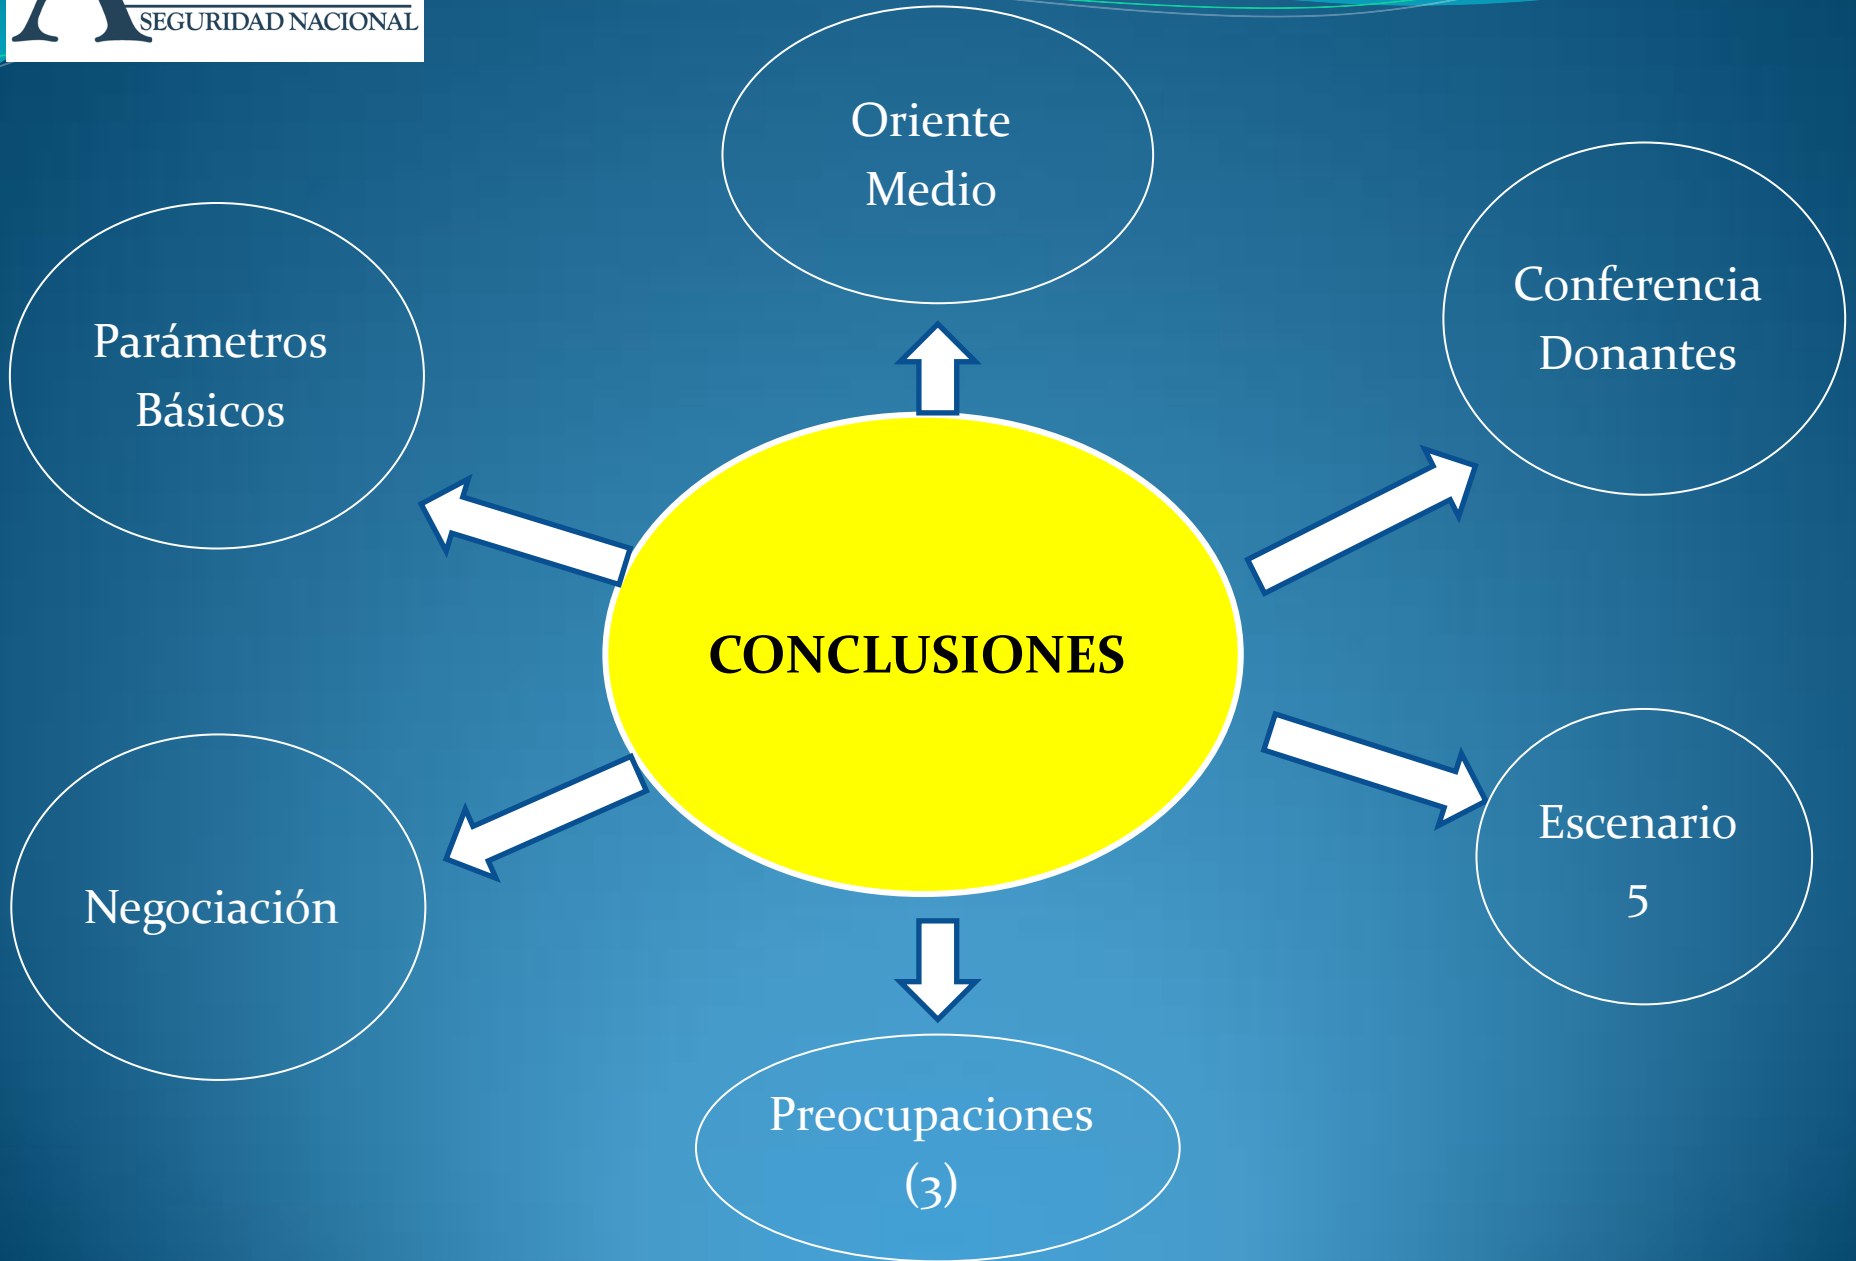 SEGURIDAD NACIONAL
Oriente
Medio
Conferencia
Donantes
Parámetros
Básicos
CONCLUSIONES
Escenario
5
Negociación
Preocupaciones
(3)